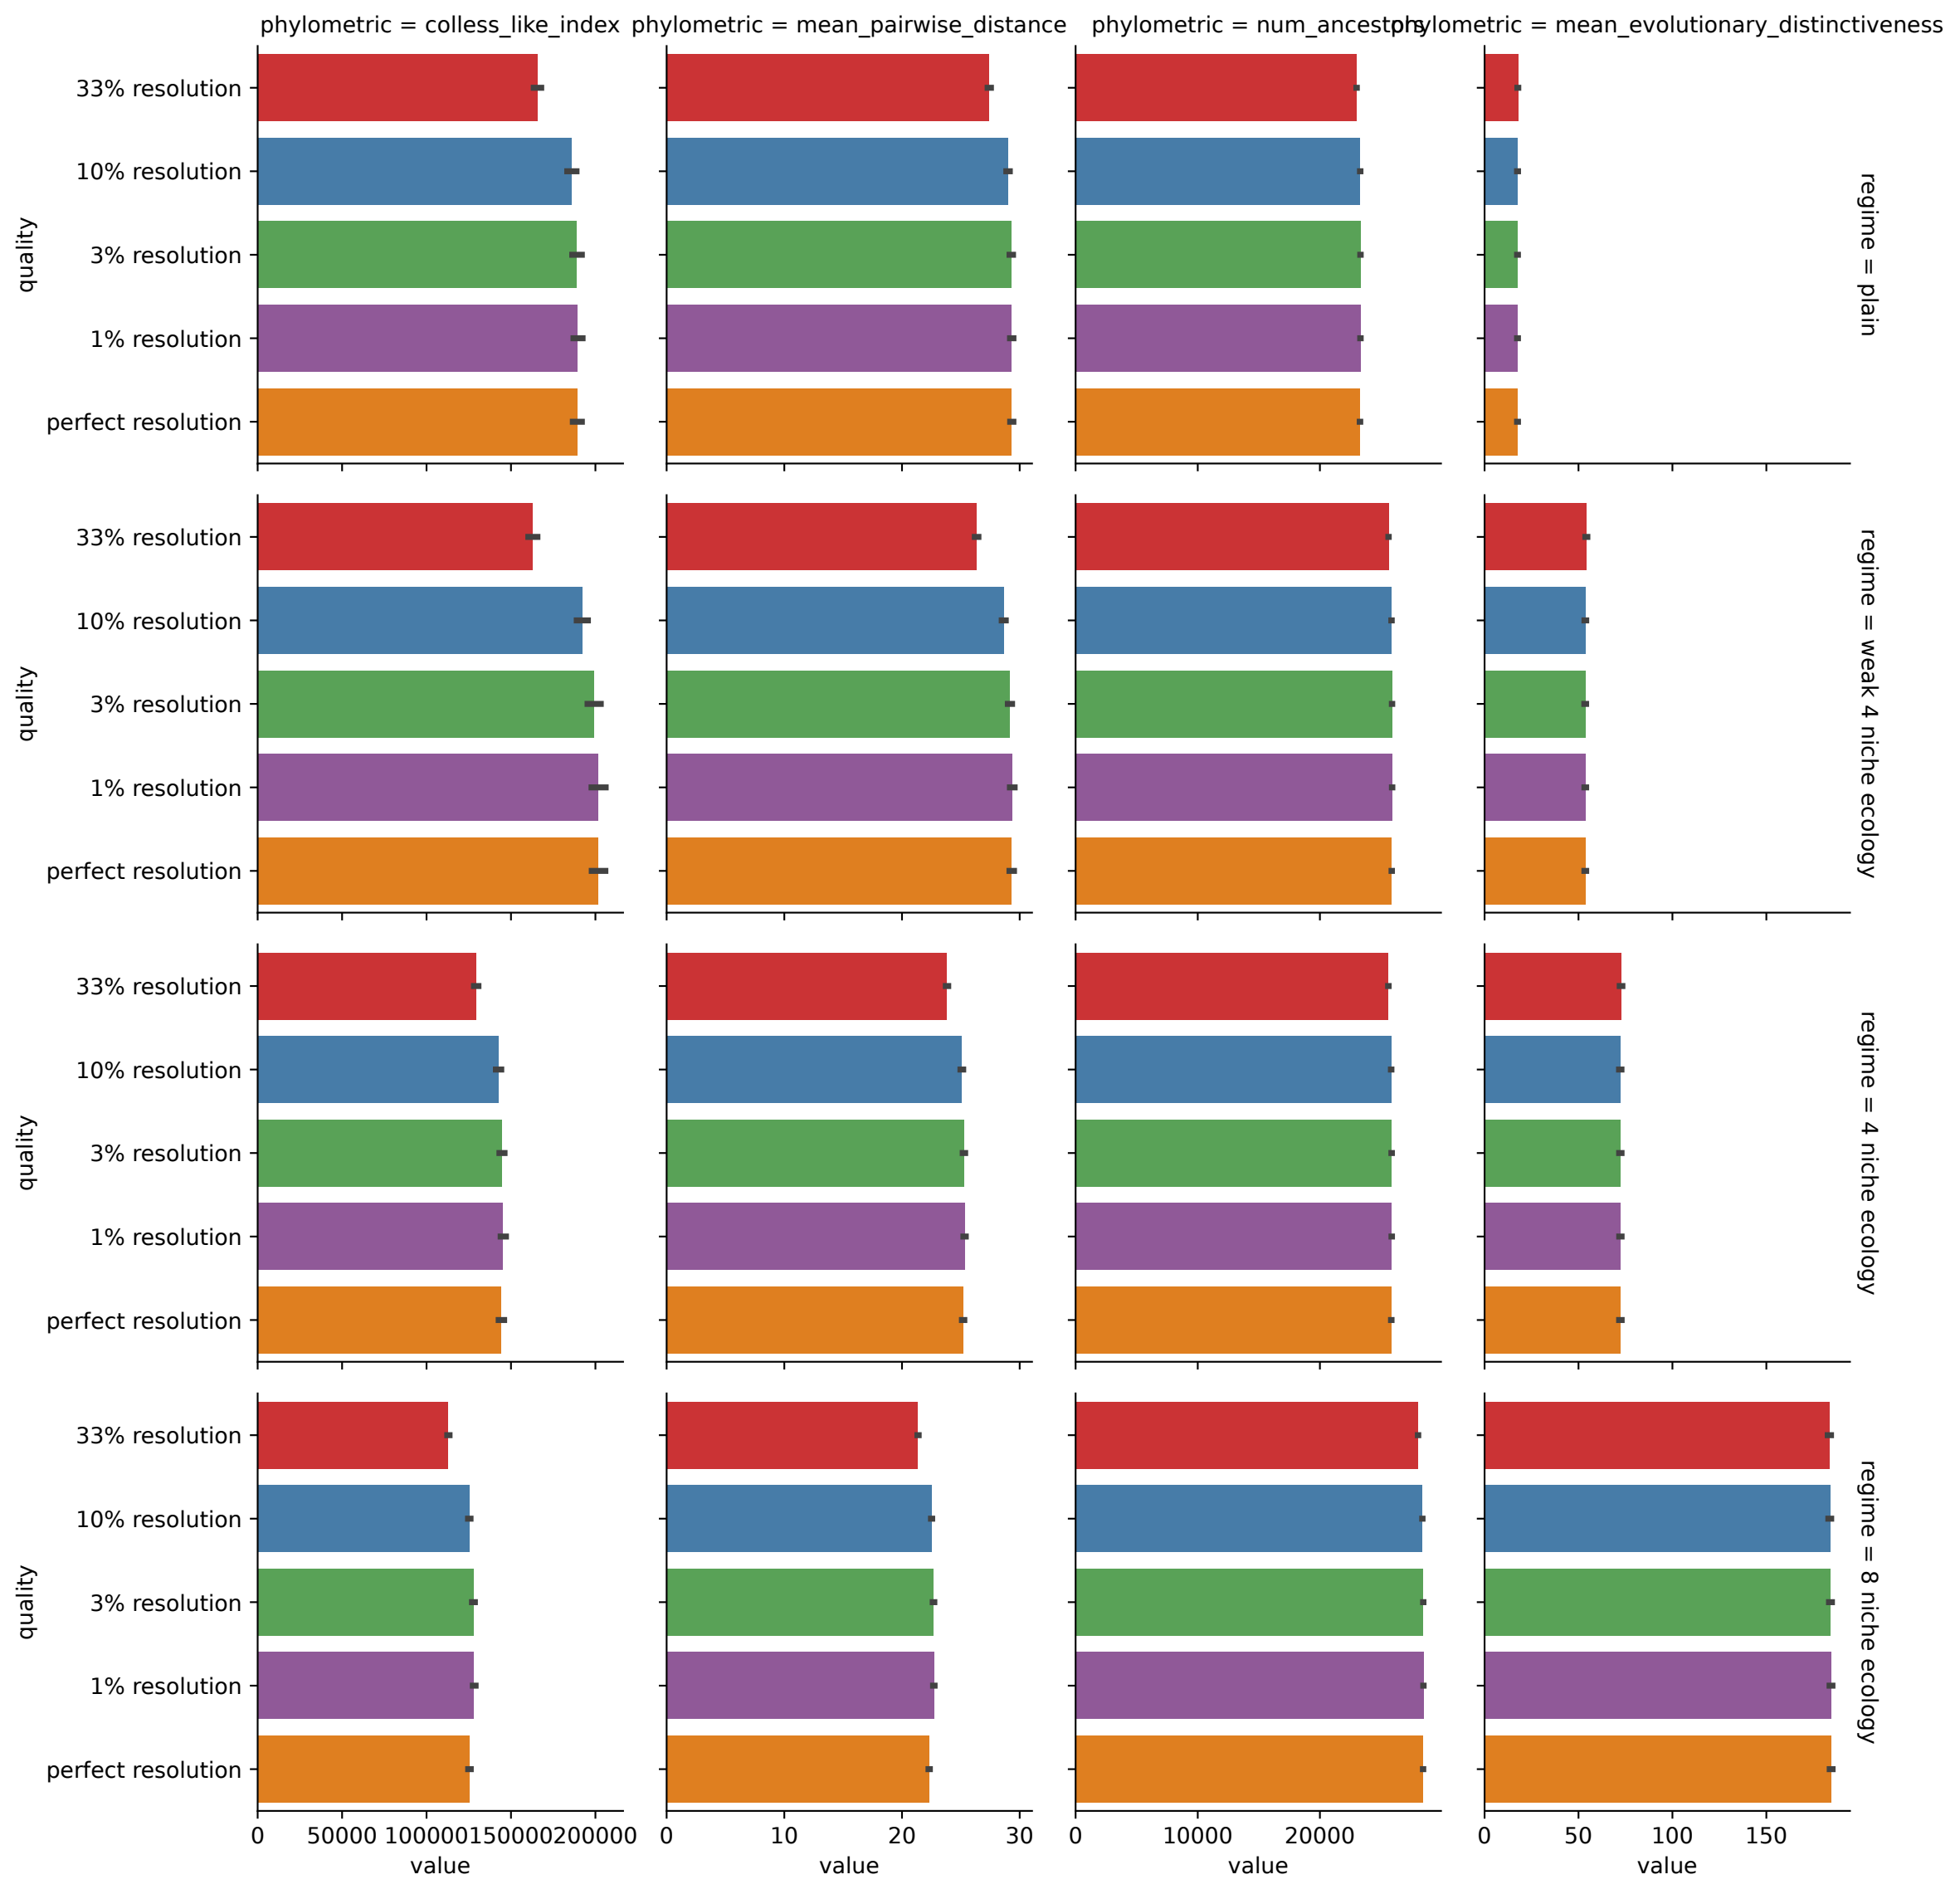 phylometric = colless_like_index
phylometric = mean_pairwise_distance
phylometric = num_ancestors
phylometric = mean_evolutionary_distinctiveness
quality
33% resolution
10% resolution
3% resolution
1% resolution
perfect resolution
regime = plain
quality
33% resolution
10% resolution
3% resolution
1% resolution
perfect resolution
regime = weak 4 niche ecology
quality
33% resolution
10% resolution
3% resolution
1% resolution
perfect resolution
regime = 4 niche ecology
quality
33% resolution
10% resolution
3% resolution
1% resolution
perfect resolution
regime = 8 niche ecology
0 50000 100000 150000 200000
0 10 20 30
0 10000 20000
0 50 100 150
value
value
value
value